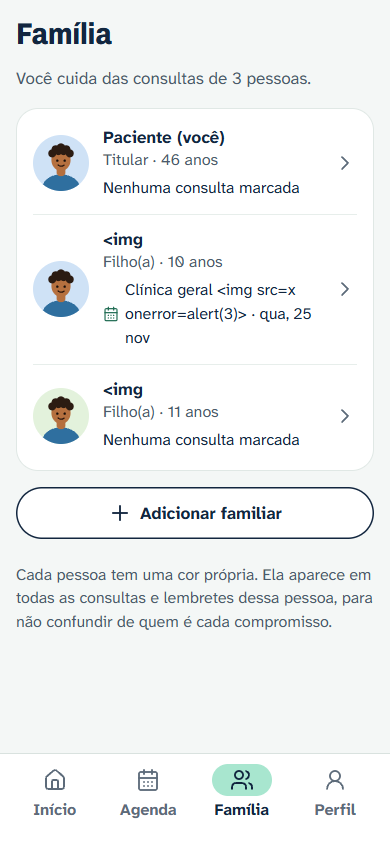 Família
Você cuida das consultas de 3 pessoas.
Paciente (você)
Titular · 46 anos
Nenhuma consulta marcada
<img
Filho(a) · 10 anos
Clínica geral <img src=x
onerror=alert(3)> · qua, 25
nov
<img
Filho(a) · 11 anos
Nenhuma consulta marcada
Adicionar familiar
Cada pessoa tem uma cor própria. Ela aparece em
todas as consultas e lembretes dessa pessoa, para
não confundir de quem é cada compromisso.
Início
Agenda
Família
Perfil